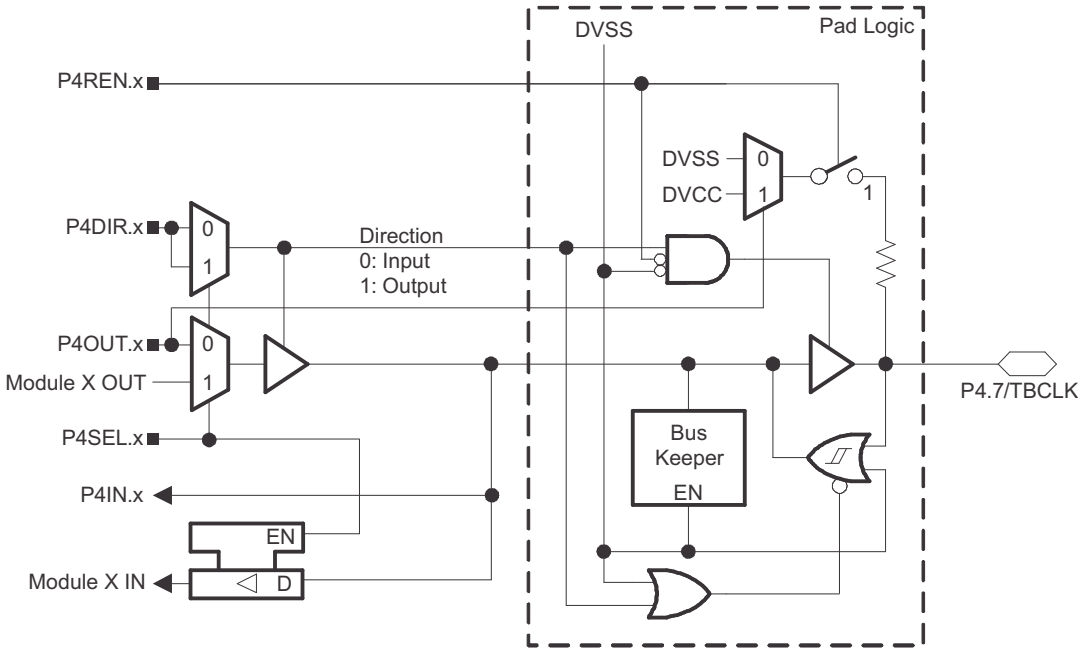 DVSS
Pad Logic
P4REN.x
DVSS
0
DVCC
1
1
P4DIR.x
0
1
Direction
0: Input
1: Output
P4OUT.x
0
Module X OUT
1
P4.7/TBCLK
P4SEL.x
Bus
Keeper
EN
P4IN.x
EN
Module X IN
D